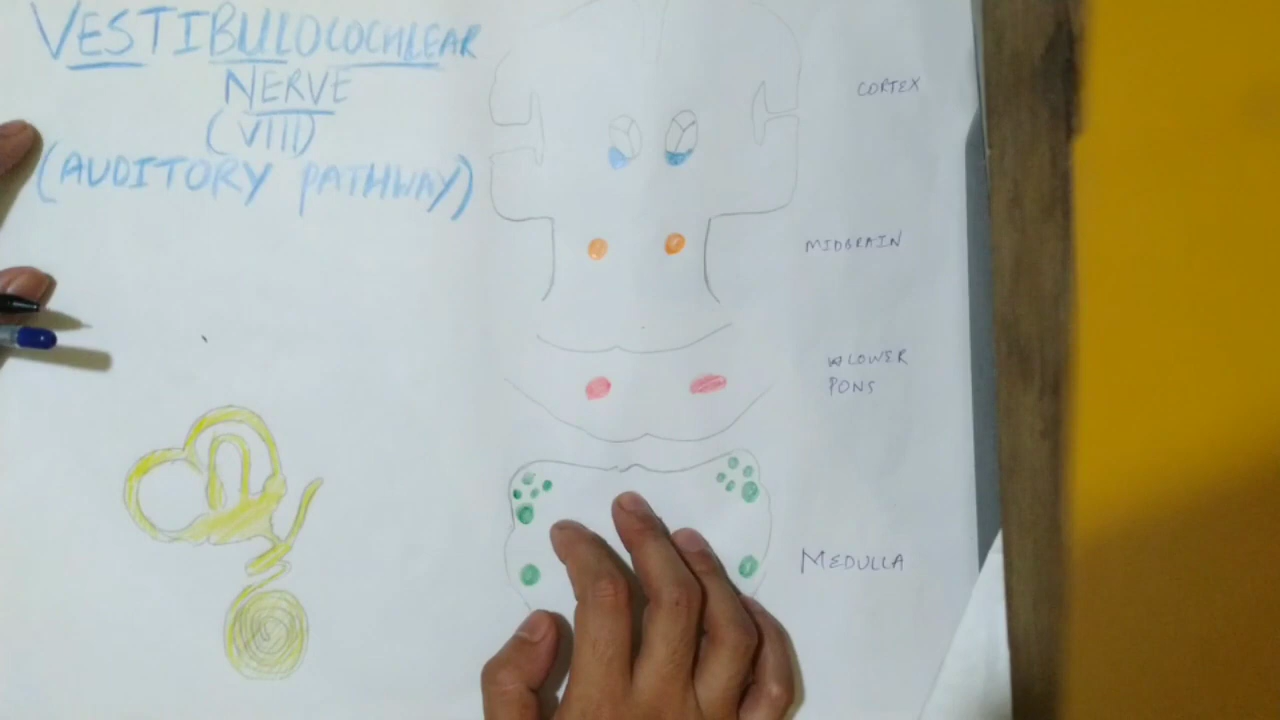 VESTIBULOCOCHLEAR
NERVE
(VIII)
(AUDITORY PATHWAY)
CORTEX
MIDBRAIN
LOWER
PONS
MEDULLA